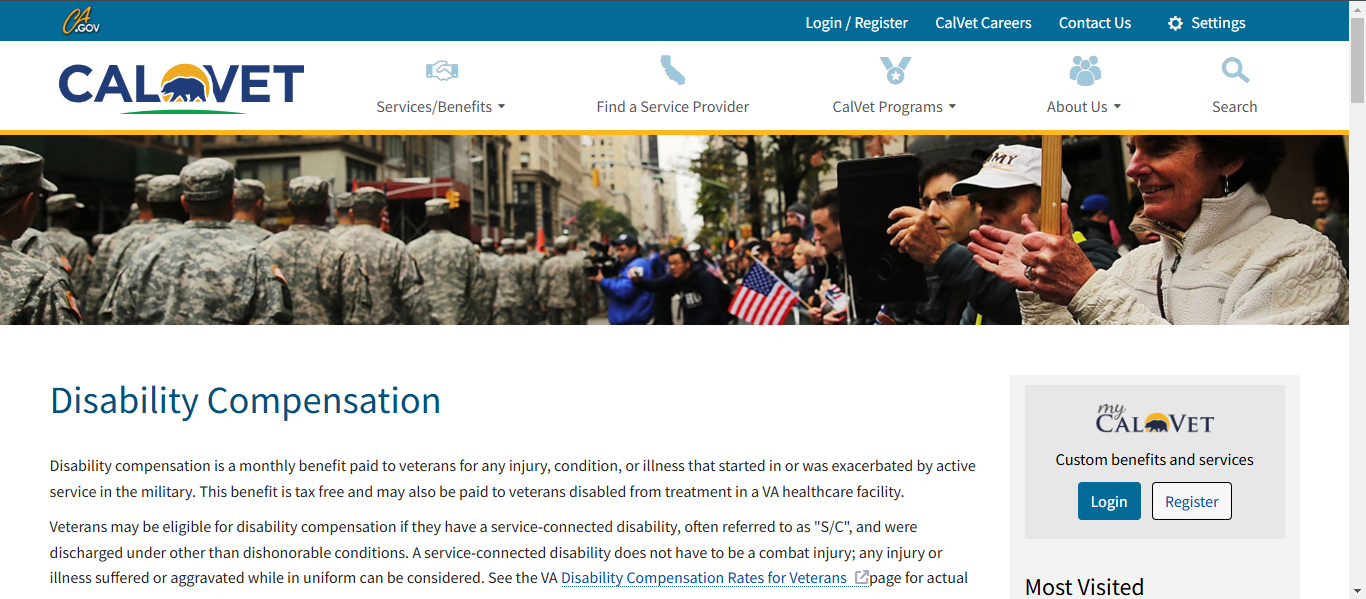 CA.GOV
Login / Register
CalVet Careers
Contact Us
Settings
CALVET
Services/Benefits
Find a Service Provider
CalVet Programs
About Us
Search
Disability Compensation
Disability compensation is a monthly benefit paid to veterans for any injury, condition, or illness that started in or was exacerbated by active
service in the military. This benefit is tax free and may also be paid to veterans disabled from treatment in a VA healthcare facility.
Veterans may be eligible for disability compensation if they have a service-connected disability, often referred to as "S/C", and were
discharged under other than dishonorable conditions. A service-connected disability does not have to be a combat injury; any injury or
illness suffered or aggravated while in uniform can be considered. See the VA Disability Compensation Rates for Veterans page for actual
my
CALVET
Custom benefits and services
Login
Register
Most Visited